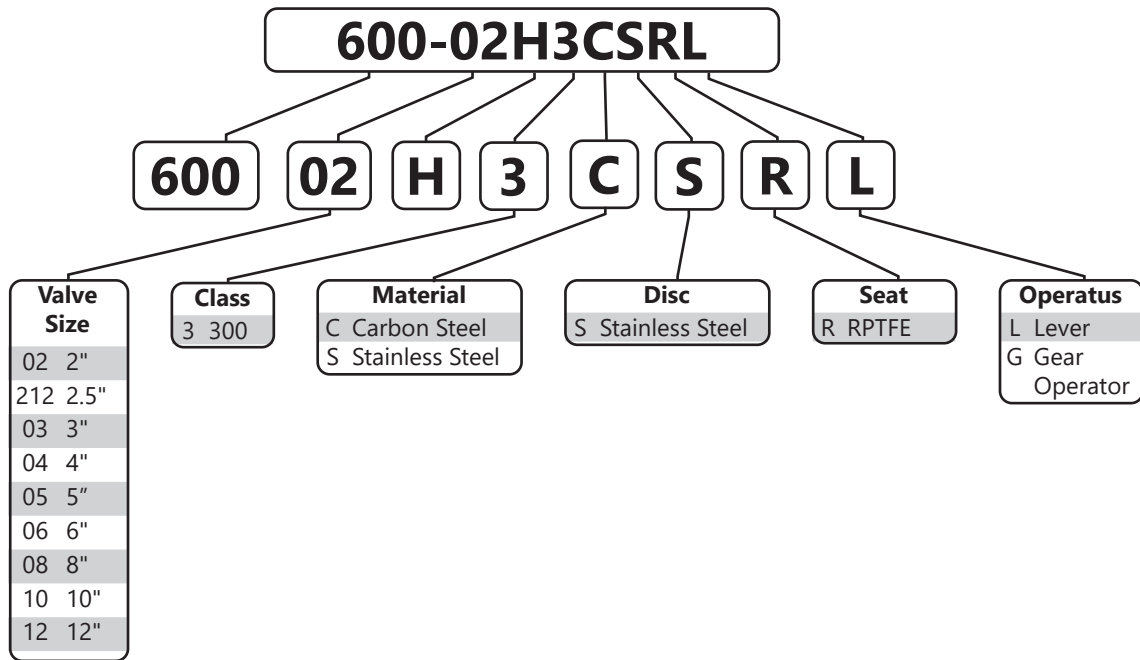 600-02H3CSRL
600 02 H 3 C S R L
Valve
Size
02 2"
212 2.5"
03 3"
04 4"
05 5”
06 6"
08 8"
10 10"
12 12"
Class
3 300
Material
C Carbon Steel
S Stainless Steel
Disc
S Stainless Steel
Seat
R RPTFE
Operatus
L Lever
G Gear
Operator